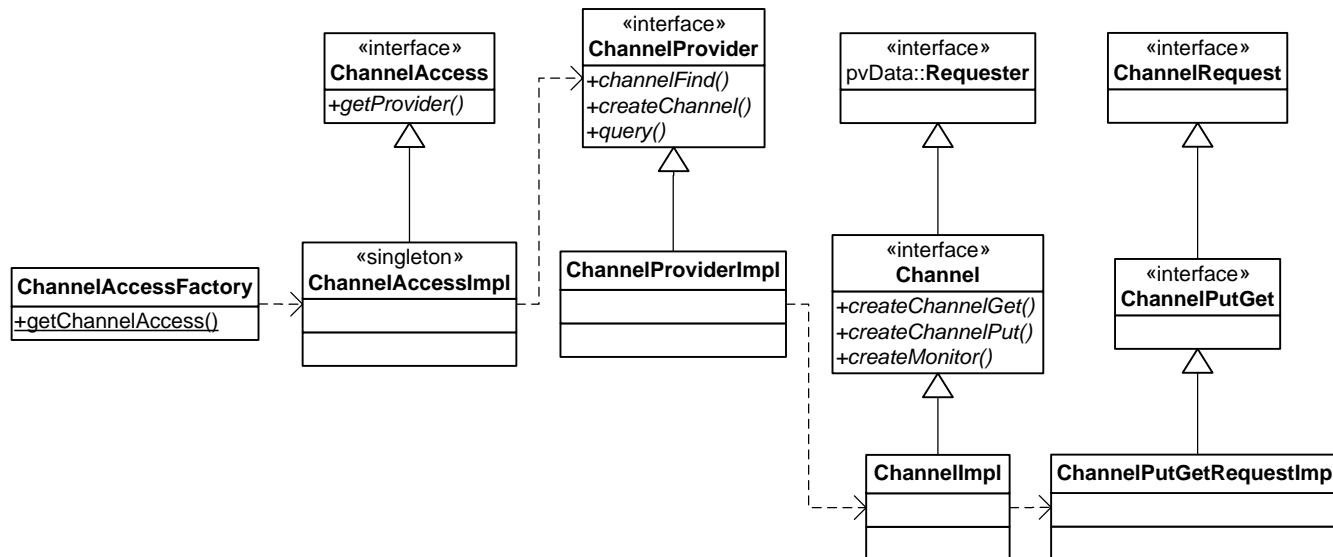 «interface»
ChannelAccess
+getProvider()
«interface»
ChannelProvider
+channelFind()
+createChannel()
+query()
«interface»
pvData::Requester
«interface»
ChannelRequest
ChannelAccessFactory
+getChannelAccess()
«singleton»
ChannelAccessImpl
ChannelProviderImpl
«interface»
Channel
+createChannelGet()
+createChannelPut()
+createMonitor()
«interface»
ChannelPutGet
ChannelImpl
ChannelPutGetRequestImpl